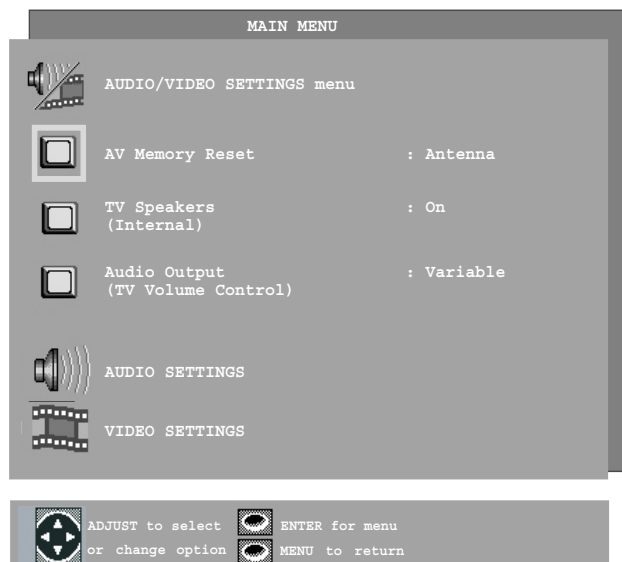 MAIN MENU
AUDIO/VIDEO SETTINGS menu
AV Memory Reset : Antenna
TV Speakers : On
(Internal)
Audio Output : Variable
(TV Volume Control)
AUDIO SETTINGS
VIDEO SETTINGS
ADJUST to select ENTER for menu
or change option MENU to return